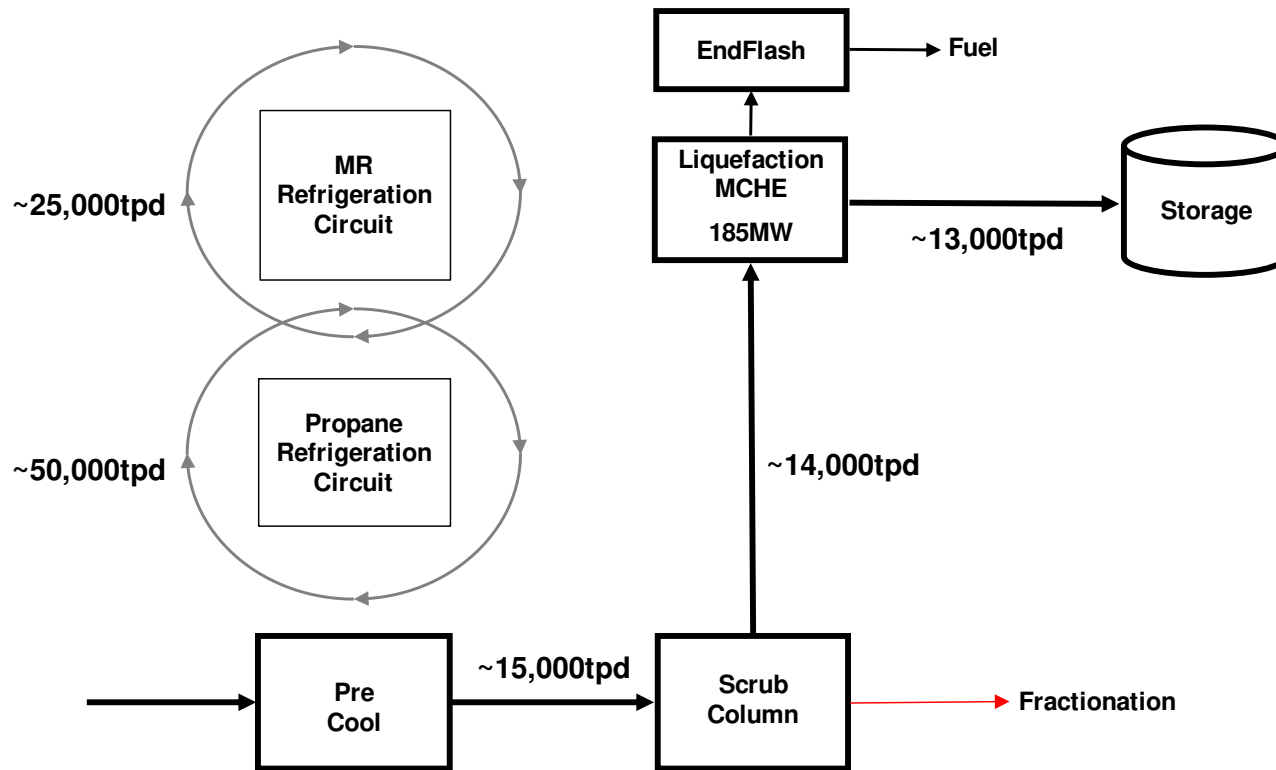 EndFlash
Fuel
MR
Refrigeration
Circuit
~25,000tpd
Liquefaction
MCHE
185MW
~13,000tpd
Storage
Propane
Refrigeration
Circuit
~50,000tpd
~14,000tpd
Pre
Cool
~15,000tpd
Scrub
Column
Fractionation